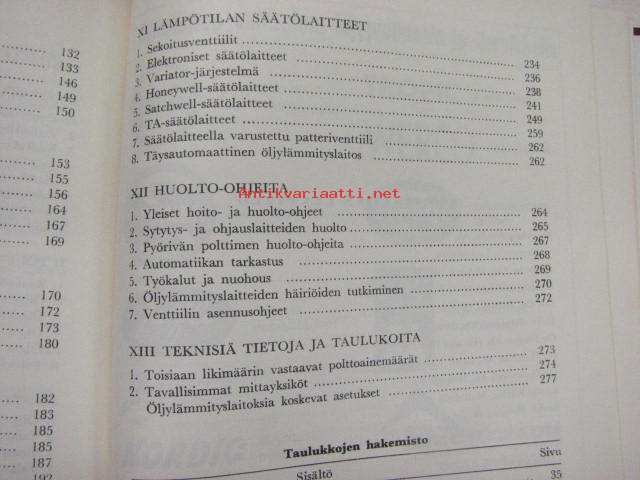 132
133
146
149
150
153
155
156
164
167
169
170
172
173
180
182
183
185
185
187
192
XI LÄMPÖTILAN SÄÄTÖLAITTEET
1. Sekoitusventtiilit 234
2. Elektroniset säätölaitteet 236
3. Variator-järjestelmä 238
4. Honeywell-säätölaitteet 241
5. Satchwell-säätölaitteet 249
6. TA-säätölaitteet 259
7. Säätölaitteella varustettu patteriventtiili 262
8. Täysautomaattinen öljylämmityslaitos 262
XII HUOLTO-OHJEITA
Antikvariaatti.net
1. Yleiset hoito- ja huolto-ohjeet 264
2. Sytytys- ja ohjauslaitteiden huolto 265
3. Pyörivän polttimen huolto-ohjeita 267
4. Automatiikan tarkastus 268
5. Työkalut ja nuohous 269
6. Öljylämmityslaitteiden häiriöiden tutkiminen 270
7. Venttiilin asennusohjeet 272
XIII TEKNISIÄ TIETOJA JA TAULUKOITA
1. Toisiaan likimäärin vastaavat polttoainemäärät 273
2. Tavallisimmat mittayksiköt 274
Öljylämmityslaitoksia koskevat asetukset 277
Taulukkojen hakemisto
Sisältö Sivu
35